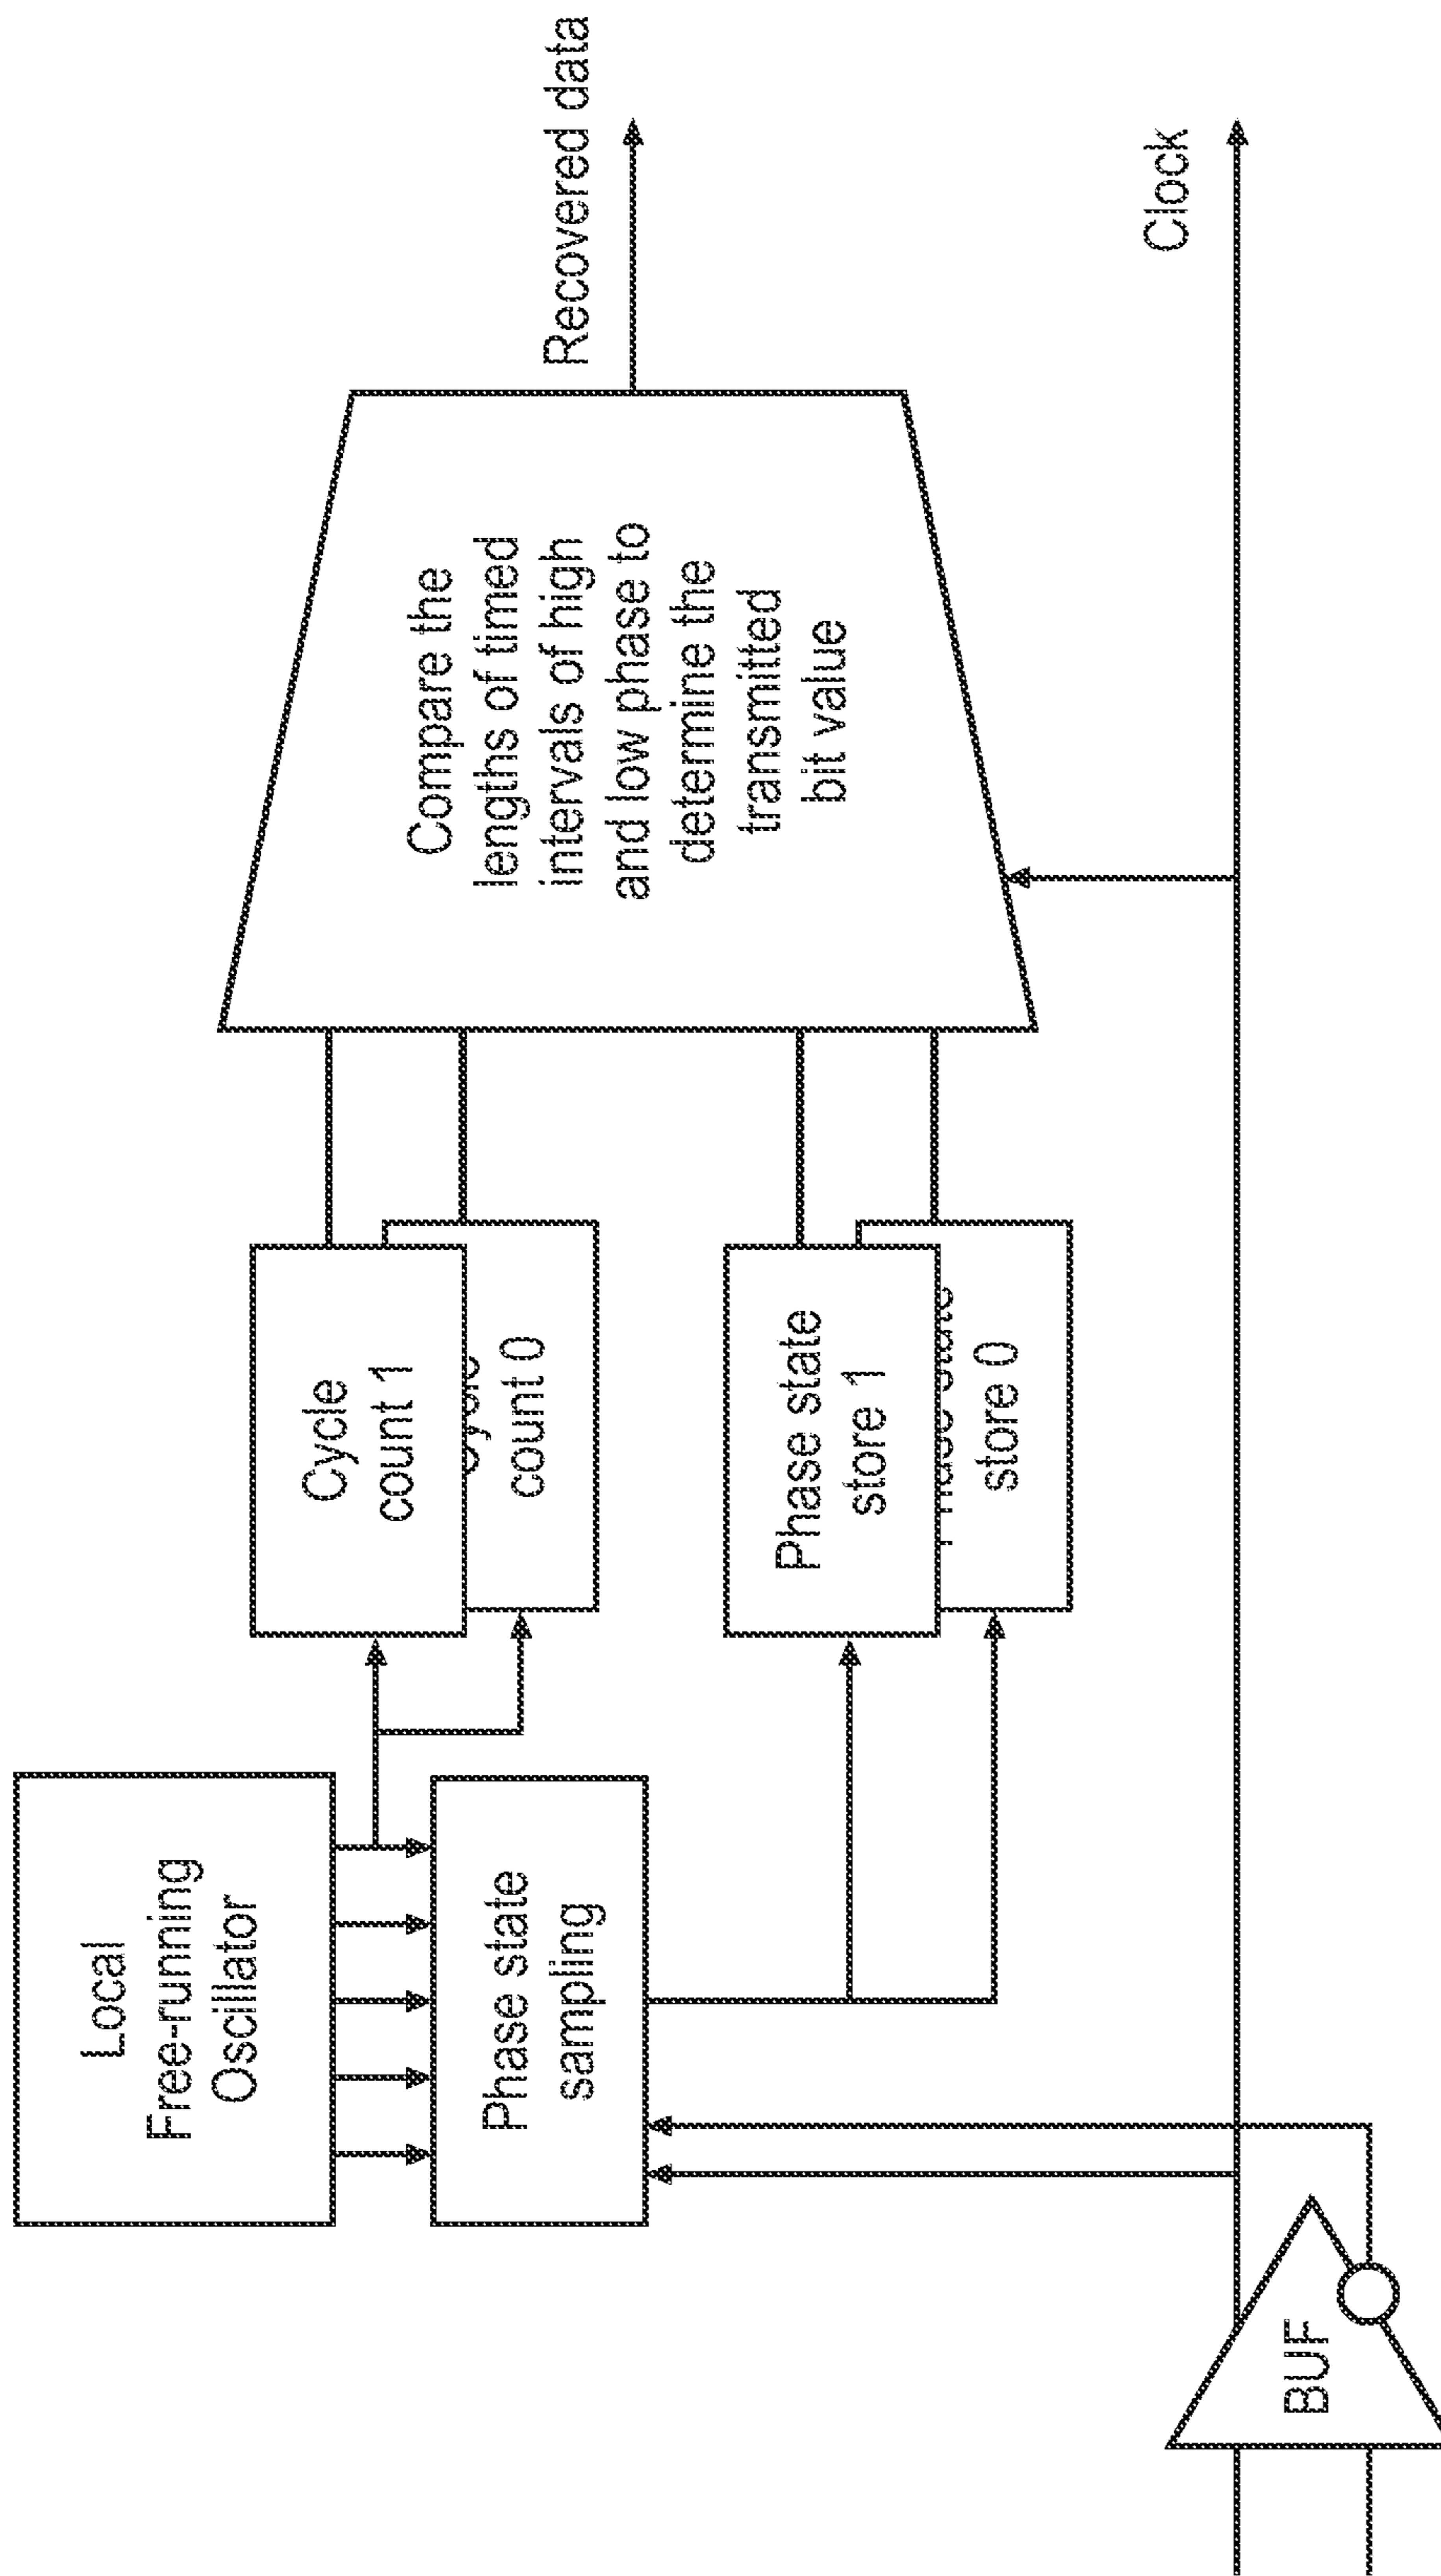 Local
Free-running
Oscillator
Phase state
sampling
Cycle
count 1
count 0
Phase state
store 1
store 0
Compare the
lengths of timed
intervals of high
and low phase to
determine the
transmitted
bit value
Recovered data
Clock
BUF